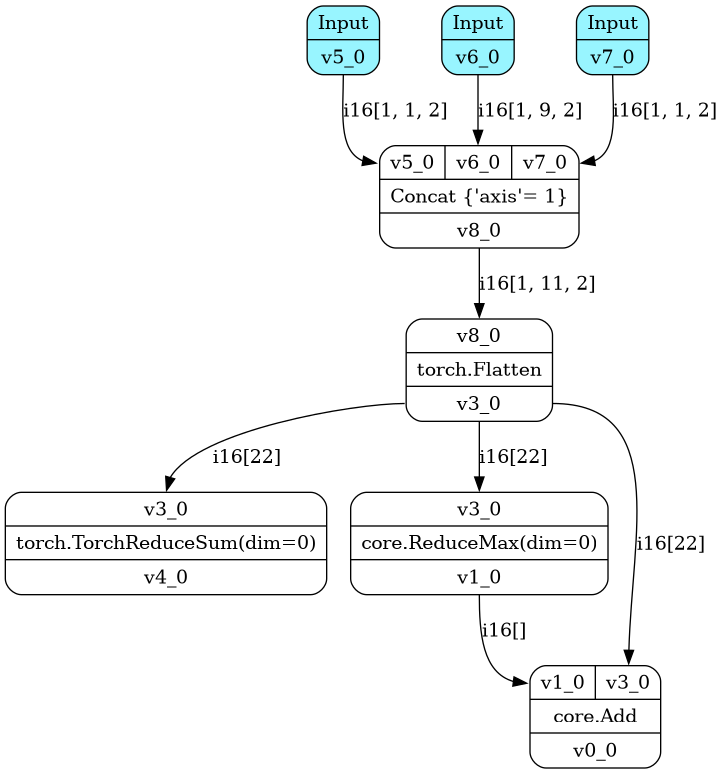 Input
v5_0
Input
v6_0
Input
v7_0
i16[1, 1, 2]
i16[1, 9, 2]
i16[1, 1, 2]
v5_0 v6_0 v7_0
Concat {'axis'= 1}
v8_0
i16[1, 11, 2]
v8_0
torch.Flatten
v3_0
i16[22]
i16[22]
i16[22]
v3_0
torch.TorchReduceSum(dim=0)
v4_0
v3_0
core.ReduceMax(dim=0)
v1_0
i16[]
v1_0 v3_0
core.Add
v0_0